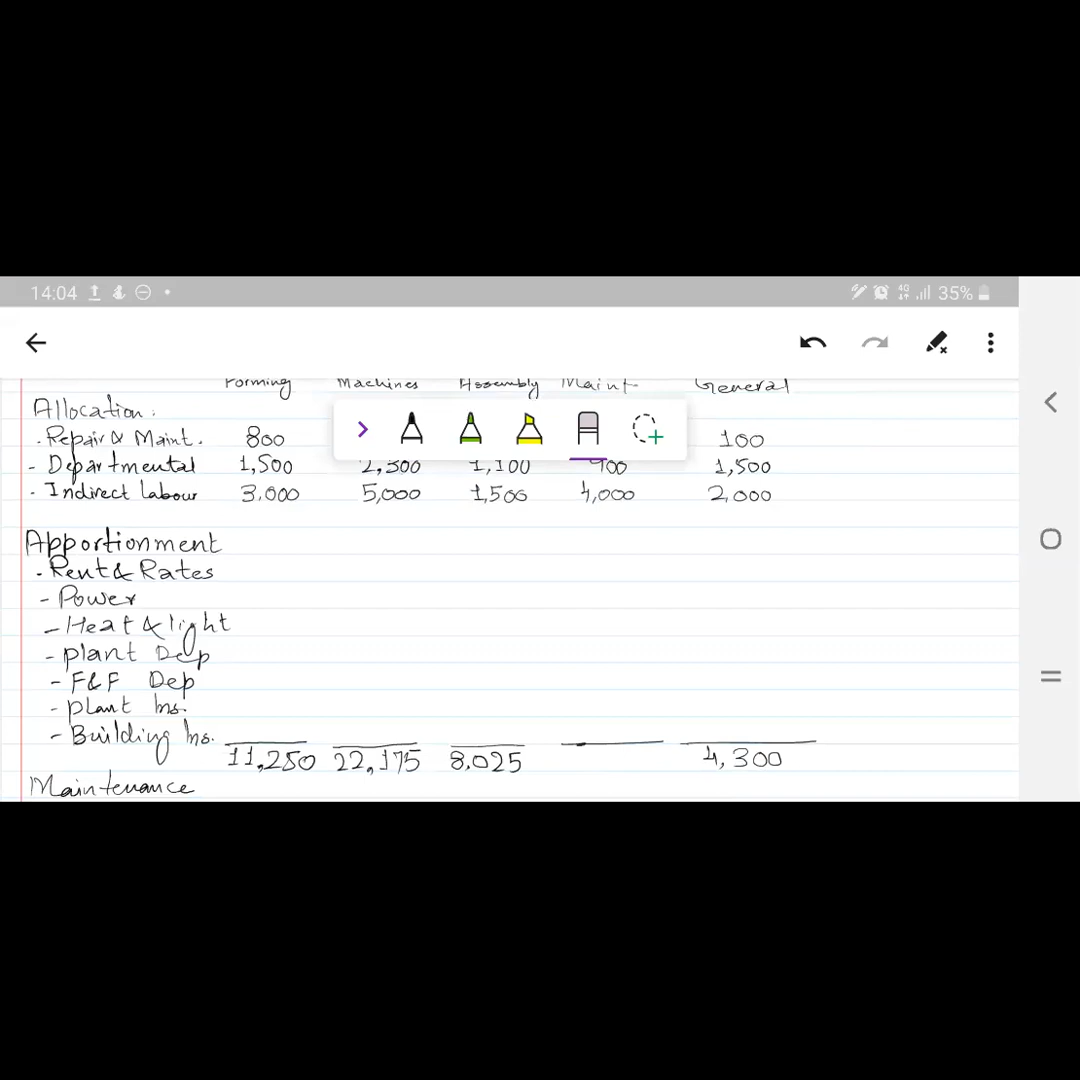 14:04 35%
Forming Machines Assembly Maint General
Allocation:
- Repair & Maint. 800 100
- Departmental 1,500 2,300 1,100 900 1,500
- Indirect labour 3,000 5,000 1,500 4,000 2,000
Apportionment
- Rent & Rates
- Power
- Heat & light
- plant Dep
- F&F Dep
- plant Ins.
- Building Ins.
11,250 22,175 8,025 4,300
Maintenance